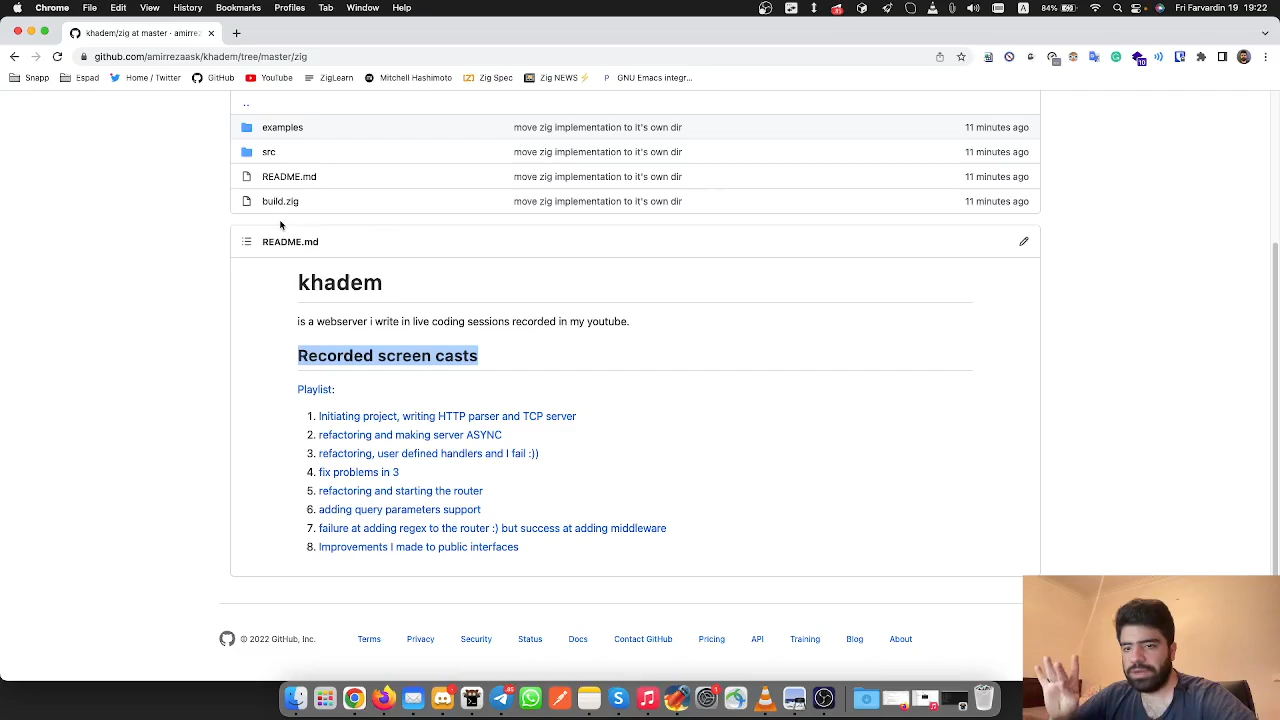 Chrome File Edit View History Bookmarks Profiles Tab Window Help
A 84% Fri Farvardin 19 19:22
khadem/zig at master · amirreza
github.com/amirrezaask/khadem/tree/master/zig
Snapp Espad Home / Twitter GitHub YouTube ZigLearn Mitchell Hashimoto Zig Spec Zig NEWS⚡ GNU Emacs integr...
..
examples move zig implementation to it's own dir 11 minutes ago
src move zig implementation to it's own dir 11 minutes ago
README.md move zig implementation to it's own dir 11 minutes ago
build.zig move zig implementation to it's own dir 11 minutes ago
README.md
khadem
is a webserver i write in live coding sessions recorded in my youtube.
Recorded screen casts
Playlist:
1. Initiating project, writing HTTP parser and TCP server
2. refactoring and making server ASYNC
3. refactoring, user defined handlers and I fail :))
4. fix problems in 3
5. refactoring and starting the router
6. adding query parameters support
7. failure at adding regex to the router :) but success at adding middleware
8. Improvements I made to public interfaces
© 2022 GitHub, Inc. Terms Privacy Security Status Docs Contact GitHub Pricing API Training Blog About